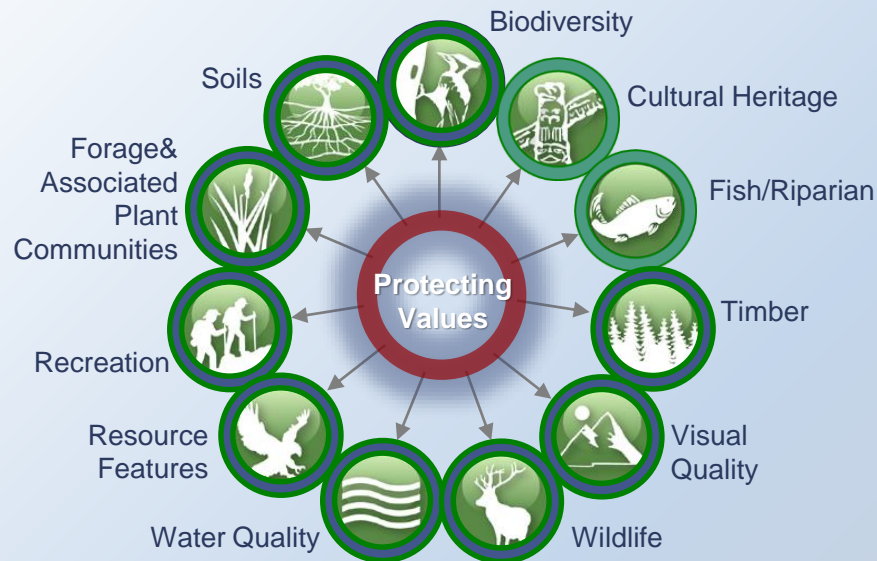 Biodiversity
Cultural Heritage
Fish/Riparian
Timber
Visual
Quality
Wildlife
Water Quality
Resource
Features
Recreation
Forage&
Associated
Plant
Communities
Soils
Protecting
Values